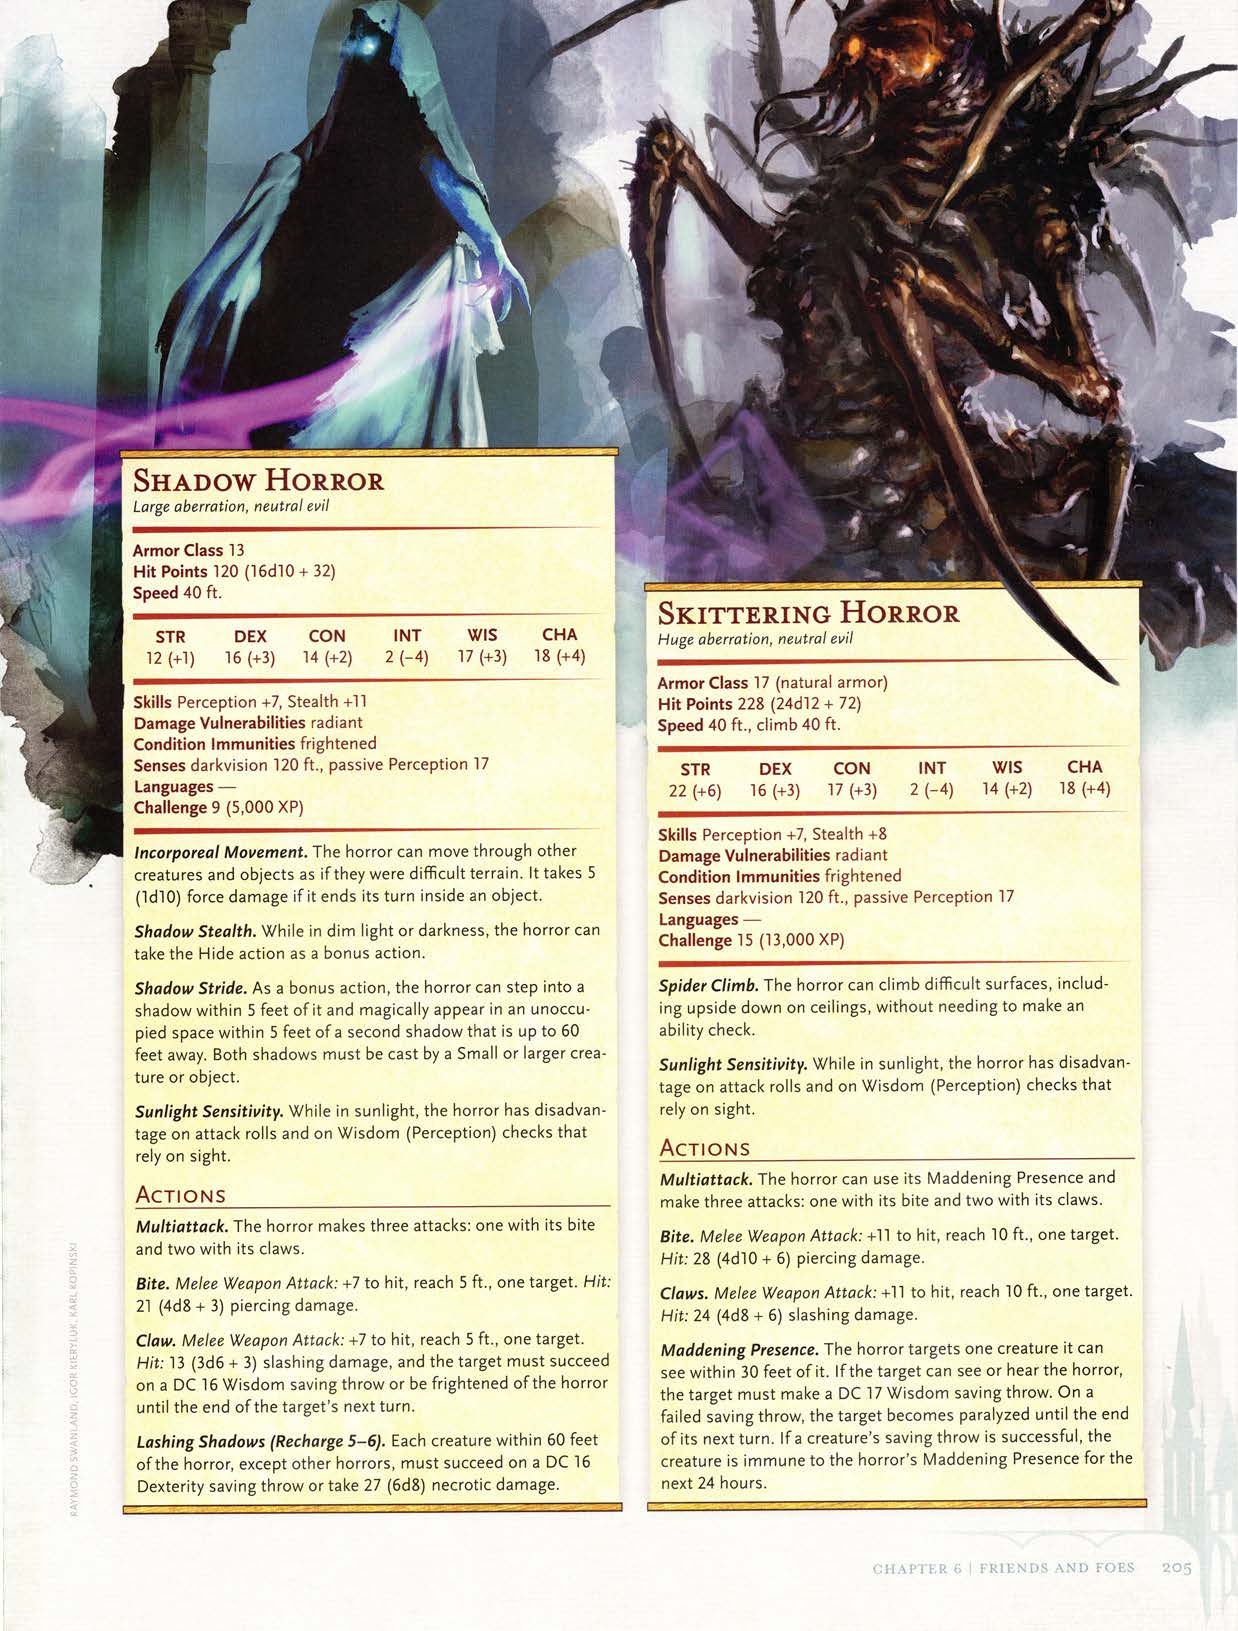 SHADOW HORROR
Large aberration, neutral evil
Armor Class 13
Hit Points 120 (16d10 + 32)
Speed 40 ft.
STR DEX CON INT WIS CHA
12 (+1) 16 (+3) 14 (+2) 2 (−4) 17 (+3) 18 (+4)
Skills Perception +7, Stealth +11
Damage Vulnerabilities radiant
Condition Immunities frightened
Senses darkvision 120 ft., passive Perception 17
Languages —
Challenge 9 (5,000 XP)
Incorporeal Movement. The horror can move through other
creatures and objects as if they were difficult terrain. It takes 5
(1d10) force damage if it ends its turn inside an object.
Shadow Stealth. While in dim light or darkness, the horror can
take the Hide action as a bonus action.
Shadow Stride. As a bonus action, the horror can step into a
shadow within 5 feet of it and magically appear in an unoccu-
pied space within 5 feet of a second shadow that is up to 60
feet away. Both shadows must be cast by a Small or larger crea-
ture or object.
Sunlight Sensitivity. While in sunlight, the horror has disadvan-
tage on attack rolls and on Wisdom (Perception) checks that
rely on sight.
ACTIONS
Multiattack. The horror makes three attacks: one with its bite
and two with its claws.
Bite. Melee Weapon Attack: +7 to hit, reach 5 ft., one target. Hit:
21 (4d8 + 3) piercing damage.
Claw. Melee Weapon Attack: +7 to hit, reach 5 ft., one target.
Hit: 13 (3d6 + 3) slashing damage, and the target must succeed
on a DC 16 Wisdom saving throw or be frightened of the horror
until the end of the target's next turn.
Lashing Shadows (Recharge 5–6). Each creature within 60 feet
of the horror, except other horrors, must succeed on a DC 16
Dexterity saving throw or take 27 (6d8) necrotic damage.
SKITTERING HORROR
Huge aberration, neutral evil
Armor Class 17 (natural armor)
Hit Points 228 (24d12 + 72)
Speed 40 ft., climb 40 ft.
STR DEX CON INT WIS CHA
22 (+6) 16 (+3) 17 (+3) 2 (−4) 14 (+2) 18 (+4)
Skills Perception +7, Stealth +8
Damage Vulnerabilities radiant
Condition Immunities frightened
Senses darkvision 120 ft., passive Perception 17
Languages —
Challenge 15 (13,000 XP)
Spider Climb. The horror can climb difficult surfaces, includ-
ing upside down on ceilings, without needing to make an
ability check.
Sunlight Sensitivity. While in sunlight, the horror has disadvan-
tage on attack rolls and on Wisdom (Perception) checks that
rely on sight.
ACTIONS
Multiattack. The horror can use its Maddening Presence and
make three attacks: one with its bite and two with its claws.
Bite. Melee Weapon Attack: +11 to hit, reach 10 ft., one target.
Hit: 28 (4d10 + 6) piercing damage.
Claws. Melee Weapon Attack: +11 to hit, reach 10 ft., one target.
Hit: 24 (4d8 + 6) slashing damage.
Maddening Presence. The horror targets one creature it can
see within 30 feet of it. If the target can see or hear the horror,
the target must make a DC 17 Wisdom saving throw. On a
failed saving throw, the target becomes paralyzed until the end
of its next turn. If a creature's saving throw is successful, the
creature is immune to the horror's Maddening Presence for the
next 24 hours.
RAYMOND SWANLAND, IGOR KIERYLUK, KARL KOPINSKI
CHAPTER 6 | FRIENDS AND FOES 205